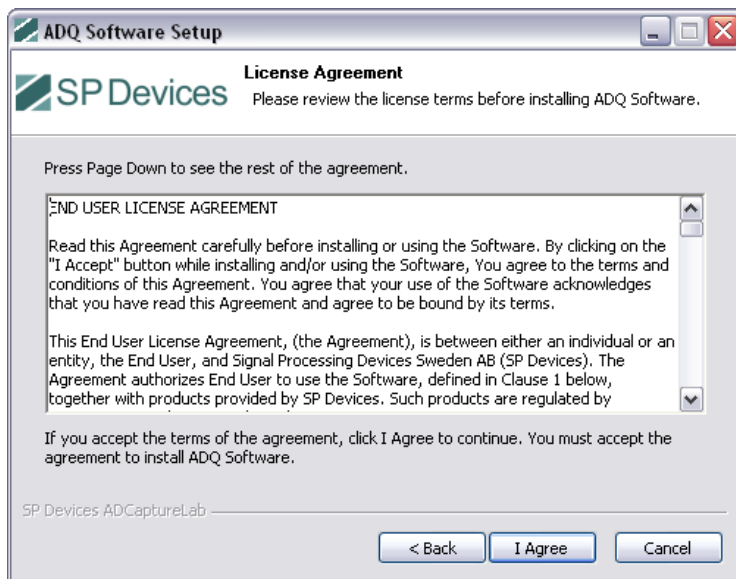 ADQ Software Setup
SP Devices
License Agreement
Please review the license terms before installing ADQ Software.
Press Page Down to see the rest of the agreement.
END USER LICENSE AGREEMENT
Read this Agreement carefully before installing or using the Software. By clicking on the
"I Accept" button while installing and/or using the Software, You agree to the terms and
conditions of this Agreement. You agree that your use of the Software acknowledges
that you have read this Agreement and agree to be bound by its terms.
This End User License Agreement, (the Agreement), is between either an individual or an
entity, the End User, and Signal Processing Devices Sweden AB (SP Devices). The
Agreement authorizes End User to use the Software, defined in Clause 1 below,
together with products provided by SP Devices. Such products are regulated by
If you accept the terms of the agreement, click I Agree to continue. You must accept the
agreement to install ADQ Software.
SP Devices ADCaptureLab
< Back
I Agree
Cancel